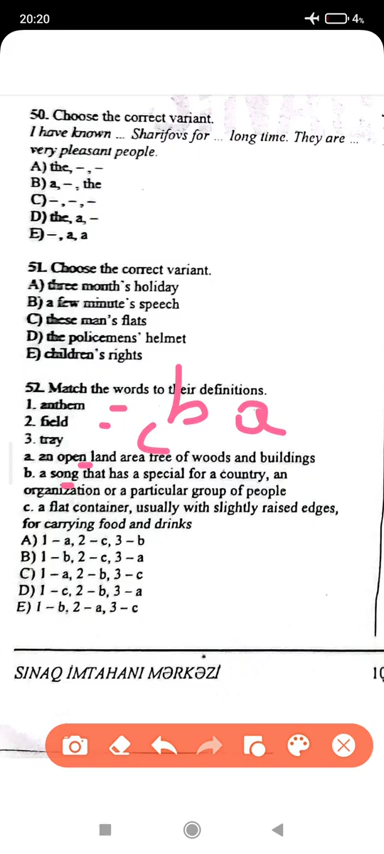 20:20
4%
50. Choose the correct variant.
I have known ... Sharifovs for ... long time. They are ...
very pleasant people.
A) the, –, –
B) a, – , the
C) – , –, –
D) the, a, –
E) –, a, a
51. Choose the correct variant.
A) three month's holiday
B) a few minute's speech
C) these man's flats
D) the policemens' helmet
E) children's rights
52. Match the words to their definitions.
1. anthem
2. field
3. tray
= b a
c
a. an open land area free of woods and buildings
b. a song that has a special for a country, an
organization or a particular group of people
c. a flat container, usually with slightly raised edges,
for carrying food and drinks
A) 1 – a, 2 – c, 3 – b
B) 1 – b, 2 – c, 3 – a
C) 1 – a, 2 – b, 3 – c
D) 1 – c, 2 – b, 3 – a
E) 1 – b, 2 – a, 3 – c
SINAQ İMTAHANI MƏRKƏZİ